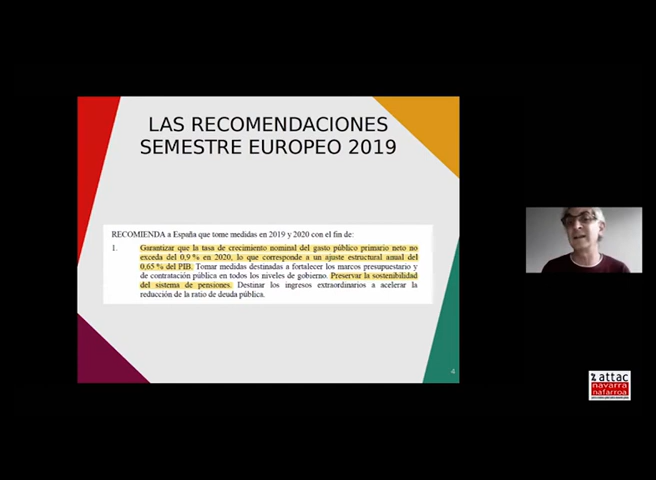 LAS RECOMENDACIONES
SEMESTRE EUROPEO 2019
RECOMIENDA a España que tome medidas en 2019 y 2020 con el fin de:
1. Garantizar que la tasa de crecimiento nominal del gasto público primario neto no
exceda del 0,9 % en 2020, lo que corresponde a un ajuste estructural anual del
0,65 % del PIB. Tomar medidas destinadas a fortalecer los marcos presupuestario y
de contratación pública en todos los niveles de gobierno. Preservar la sostenibilidad
del sistema de pensiones. Destinar los ingresos extraordinarios a acelerar la
reducción de la ratio de deuda pública.
4
attac
navarra
nafarroa